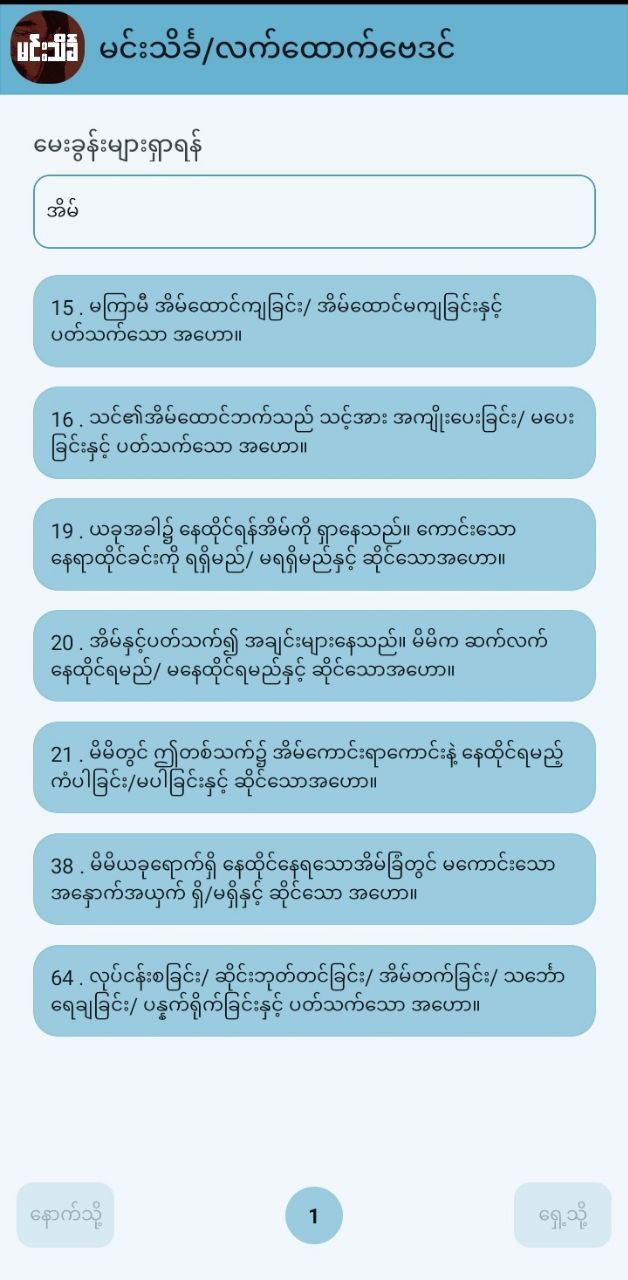 မင်းသိင်္ခ
မင်းသိင်္ခ/လက်ထောက်ဗေဒင်
မေးခွန်းများရှာရန်
အိမ်
15 . မကြာမီ အိမ်ထောင်ကျခြင်း/ အိမ်ထောင်မကျခြင်းနှင့်
ပတ်သက်သော အဟော။
16 . သင်၏အိမ်ထောင်ဘက်သည် သင့်အား အကျိုးပေးခြင်း/ မပေး
ခြင်းနှင့် ပတ်သက်သော အဟော။
19 . ယခုအခါ၌ နေထိုင်ရန်အိမ်ကို ရှာနေသည်။ ကောင်းသော
နေရာထိုင်ခင်းကို ရရှိမည်/ မရရှိမည်နှင့် ဆိုင်သောအဟော။
20 . အိမ်နှင့်ပတ်သက်၍ အချင်းများနေသည်။ မိမိက ဆက်လက်
နေထိုင်ရမည်/ မနေထိုင်ရမည်နှင့် ဆိုင်သောအဟော။
21 . မိမိတွင် ဤတစ်သက်၌ အိမ်ကောင်းရာကောင်းနဲ့ နေထိုင်ရမည့်
ကံပါခြင်း/မပါခြင်းနှင့် ဆိုင်သောအဟော။
38 . မိမိယခုရောက်ရှိ နေထိုင်နေရသောအိမ်ခြံတွင် မကောင်းသော
အနှောက်အယှက် ရှိ/မရှိနှင့် ဆိုင်သော အဟော။
64 . လုပ်ငန်းစခြင်း/ ဆိုင်းဘုတ်တင်ခြင်း/ အိမ်တက်ခြင်း/ သင်္ဘော
ရေချခြင်း/ ပန္နက်ရိုက်ခြင်းနှင့် ပတ်သက်သော အဟော။
နောက်သို့
1
ရှေ့သို့